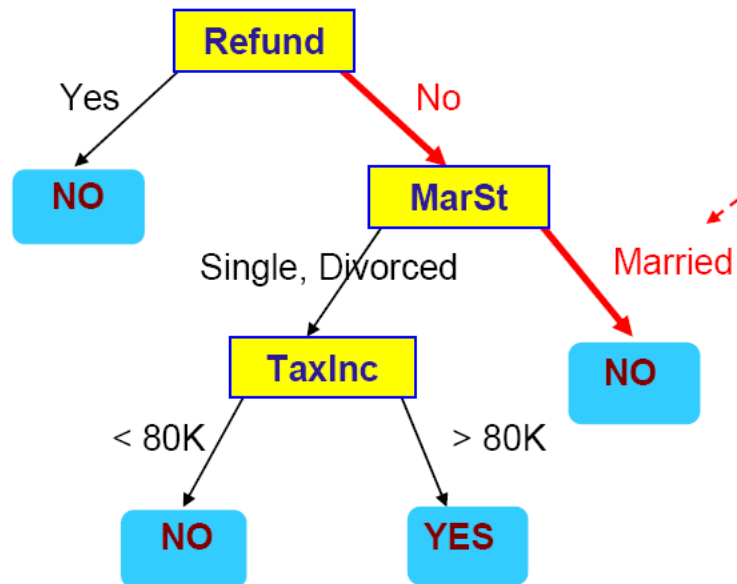 Refund
Yes
No
NO
MarSt
Single, Divorced
Married
TaxInc
NO
< 80K
> 80K
NO
YES